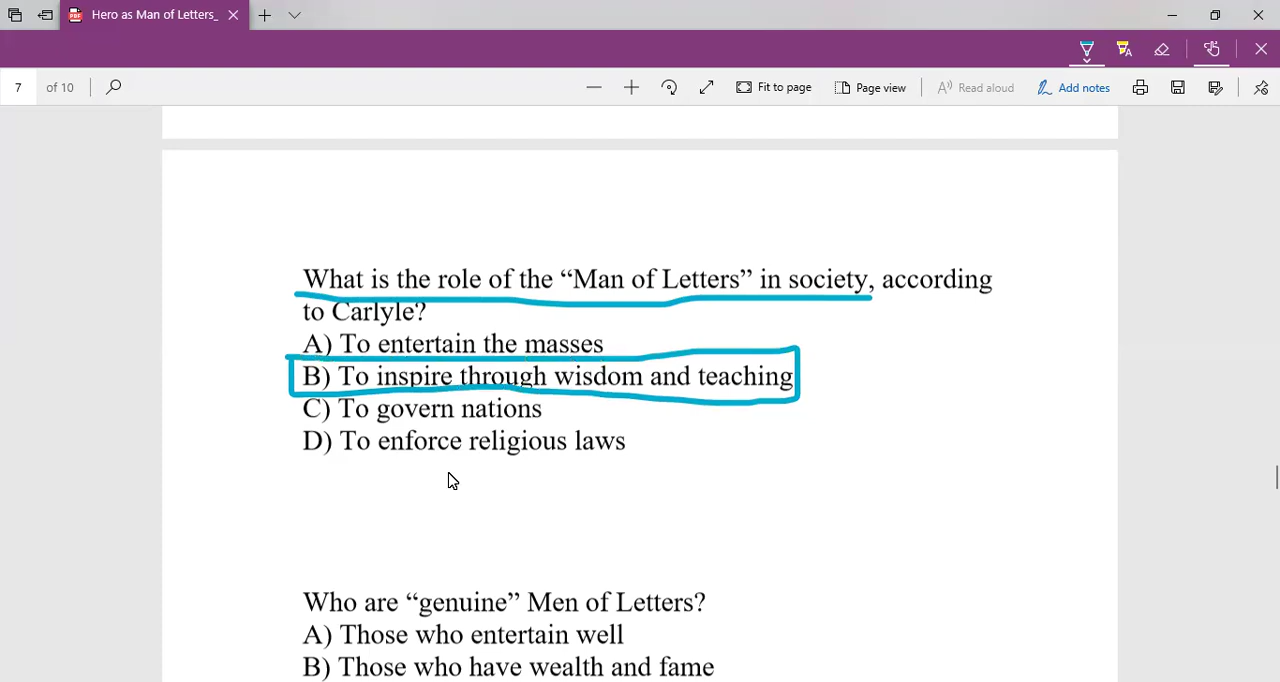 Hero as Man of Letters_
7 of 10
Fit to page
Page view
Read aloud
Add notes
What is the role of the “Man of Letters” in society, according
to Carlyle?
A) To entertain the masses
B) To inspire through wisdom and teaching
C) To govern nations
D) To enforce religious laws
Who are “genuine” Men of Letters?
A) Those who entertain well
B) Those who have wealth and fame